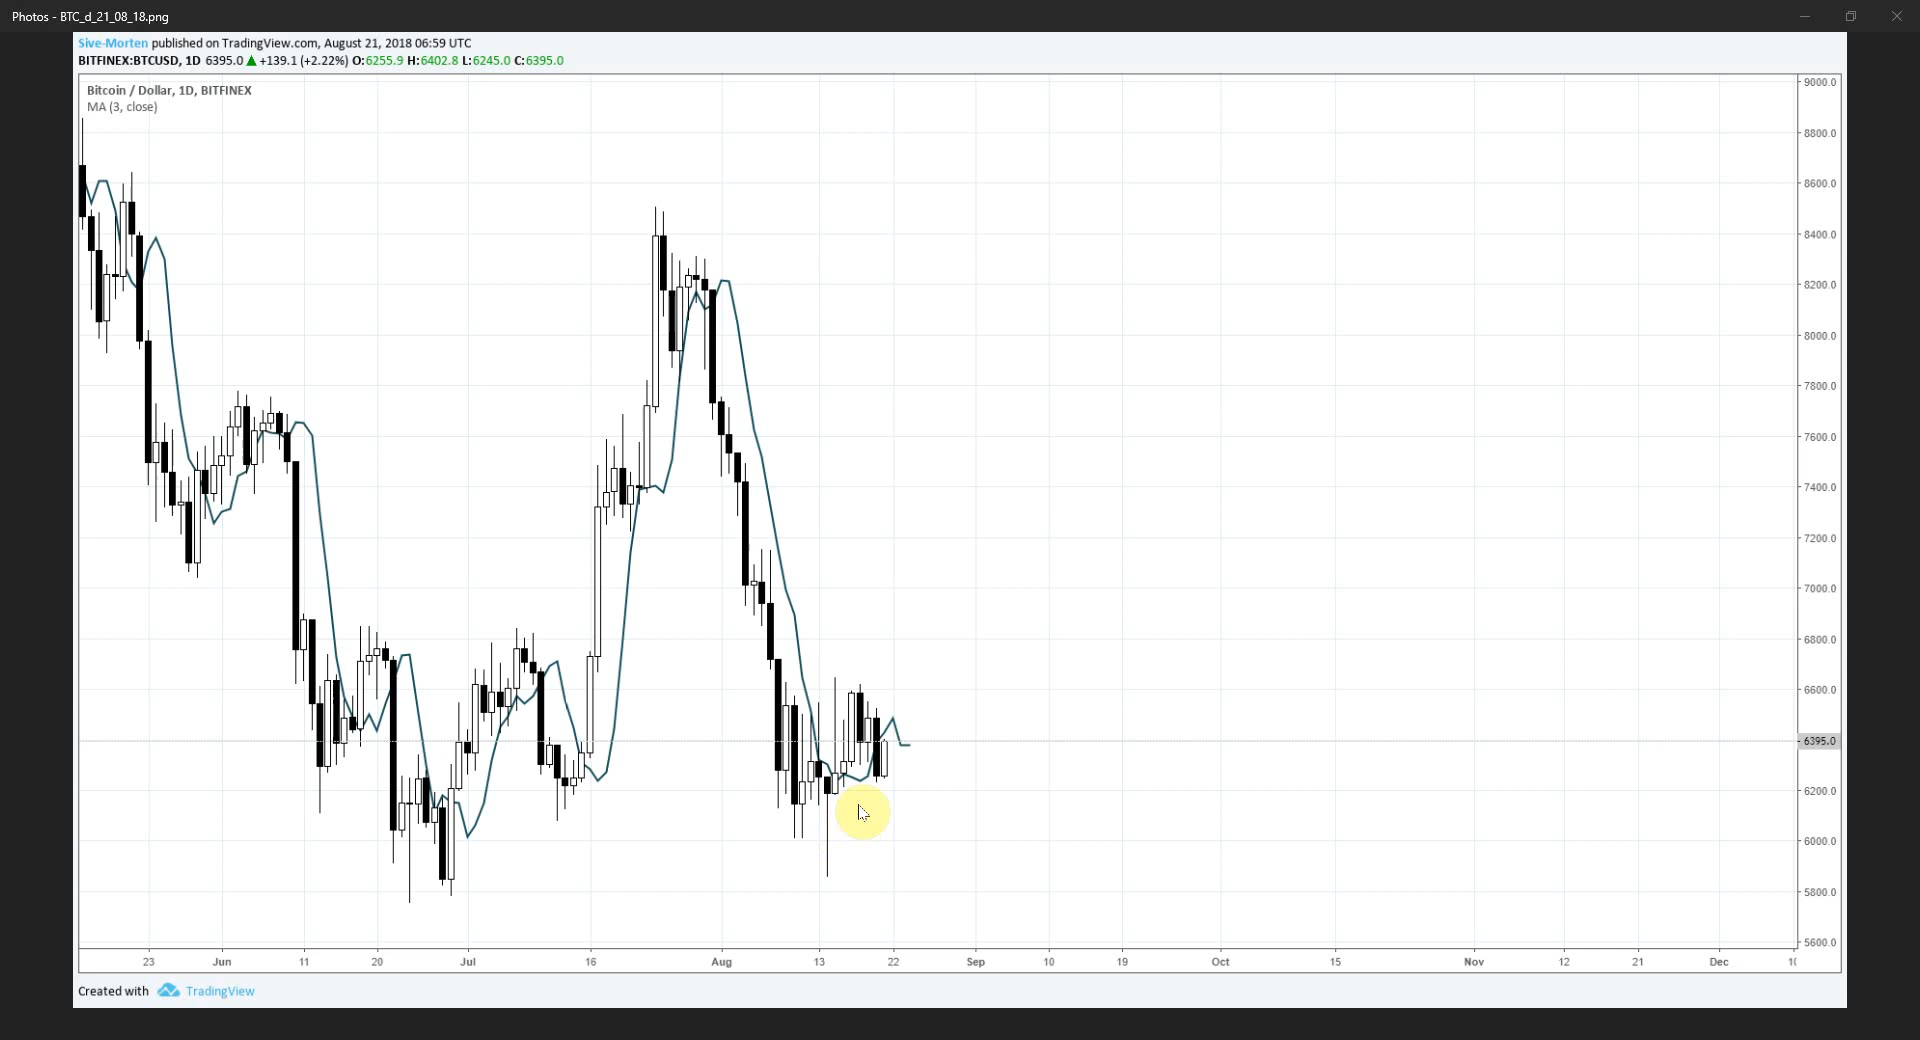 Photos - BTC_d_21_08_18.png
Sive-Morten published on TradingView.com, August 21, 2018 06:59 UTC
BITFINEX:BTCUSD, 1D 6395.0 ▲ +139.1 (+2.22%) O:6255.9 H:6402.8 L:6245.0 C:6395.0
Bitcoin / Dollar, 1D, BITFINEX
MA (3, close)
9000.0
8800.0
8600.0
8400.0
8200.0
8000.0
7800.0
7600.0
7400.0
7200.0
7000.0
6800.0
6600.0
6395.0
6200.0
6000.0
5800.0
5600.0
23 Jun 11 20 Jul 16 Aug 13 22 Sep 10 19 Oct 15 Nov 12 21 Dec
Created with TradingView